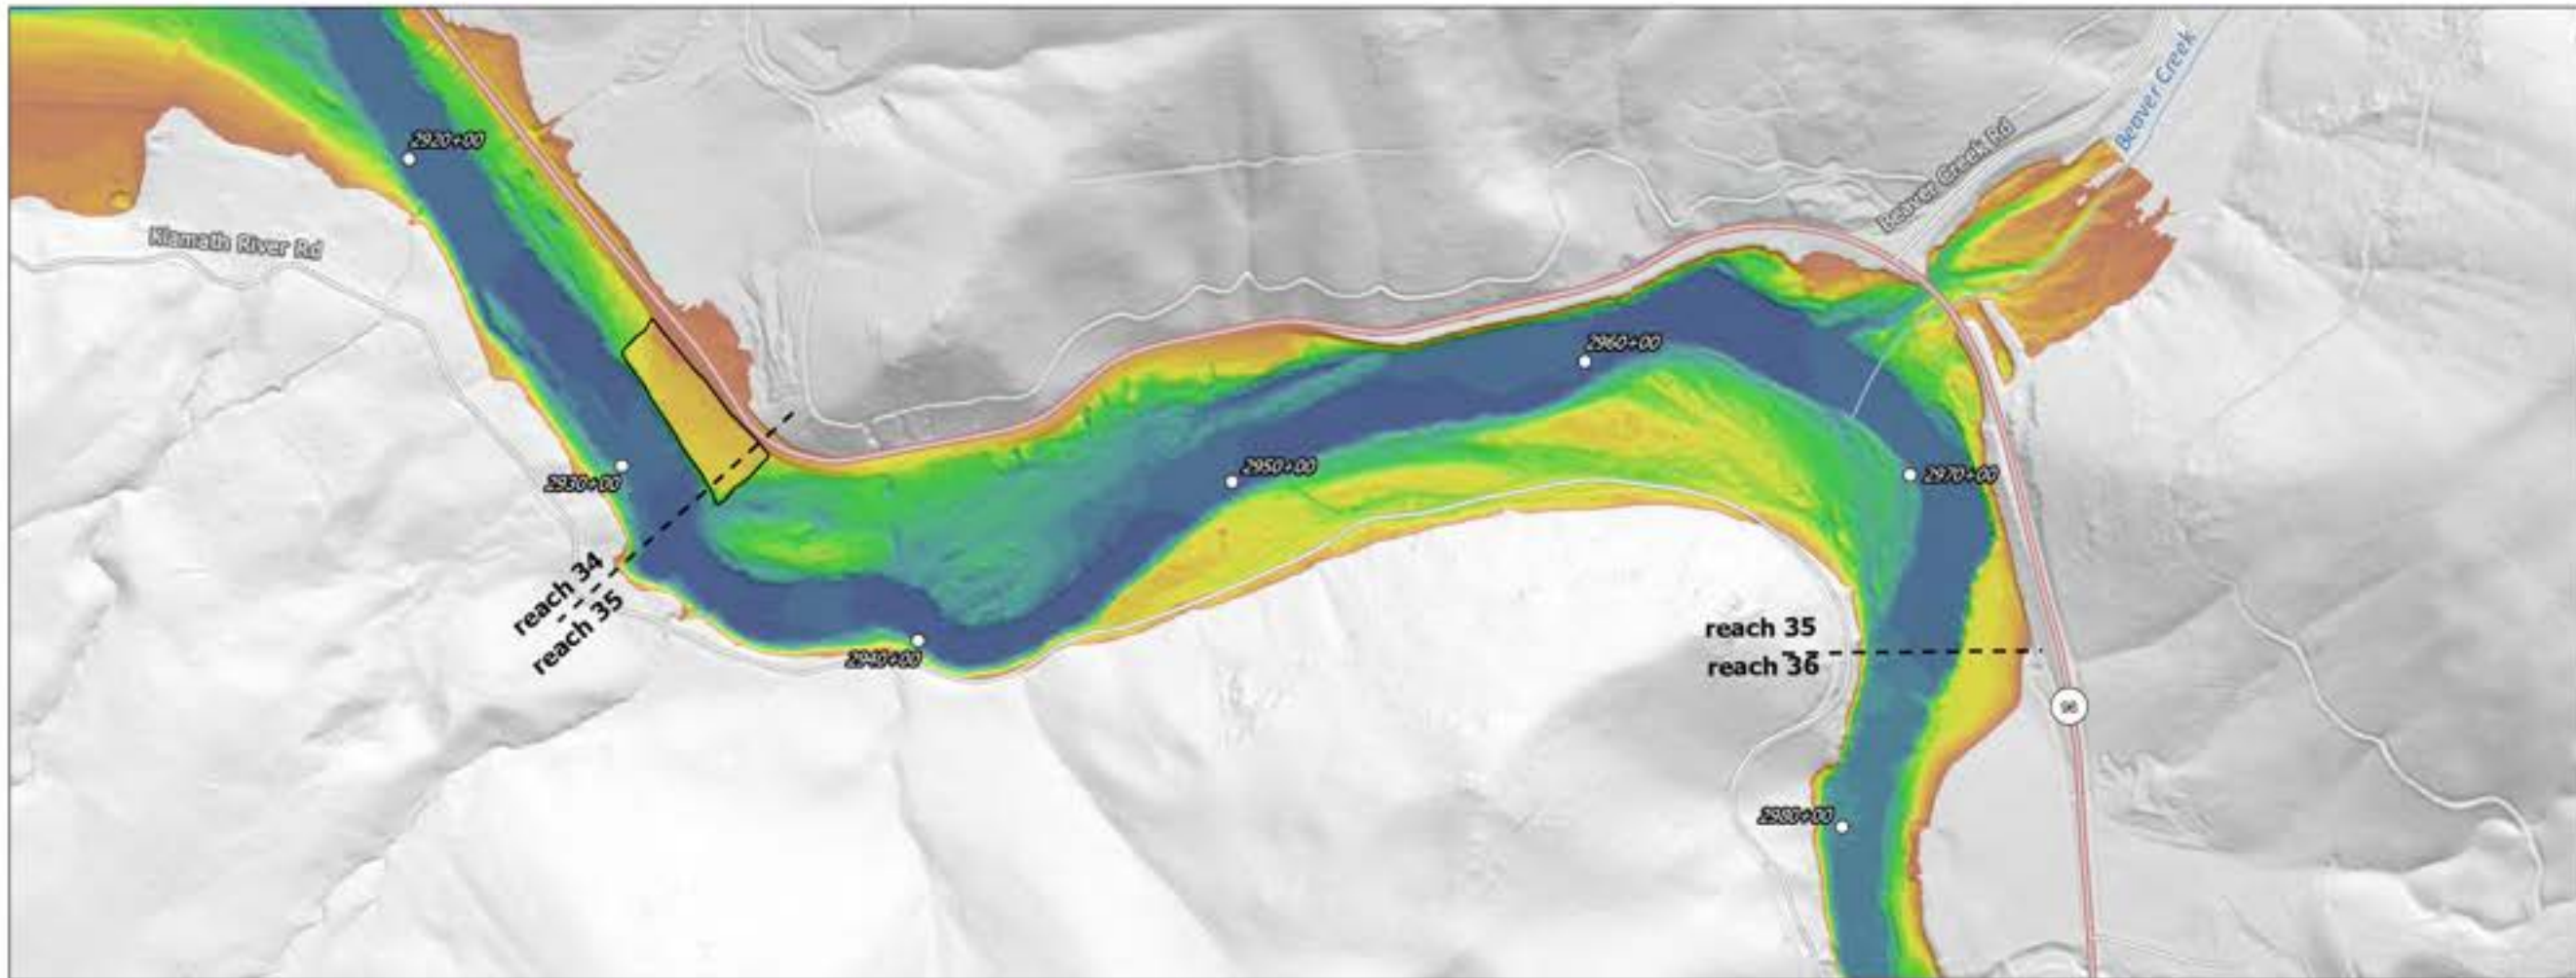 Beaver Creek
2920+00
Beaver Creek Rd
Klamath River Rd
2960+00
2950+00
2970+00
2930+00
reach 34
reach 35
reach 35
2940+00
reach 36
96
2980+00